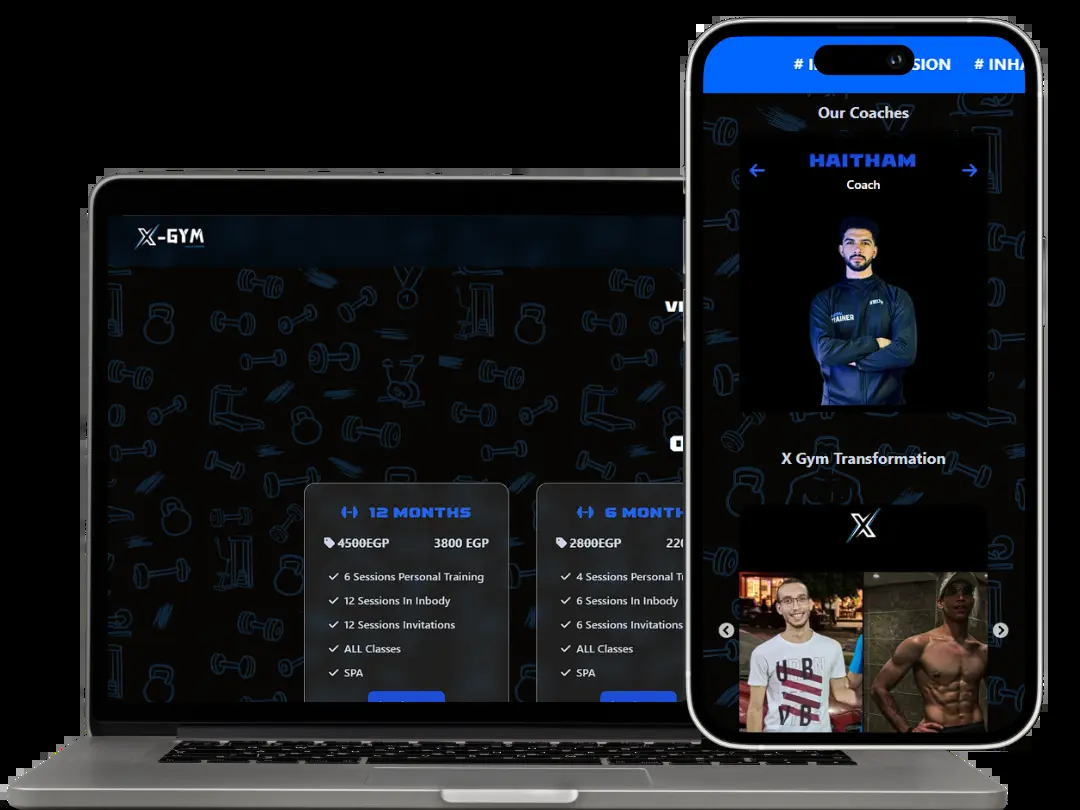 X-GYM
VI
O
12 MONTHS
4500EGP 3800 EGP
6 Sessions Personal Training
12 Sessions In Inbody
12 Sessions Invitations
ALL Classes
SPA
6 MONTH
2800EGP 220
4 Sessions Personal Tr
6 Sessions In Inbody
6 Sessions Invitations
ALL Classes
SPA
# I SION # INHA
Our Coaches
HAITHAM
Coach
TRAINER
X Gym Transformation
X
URBN
VB